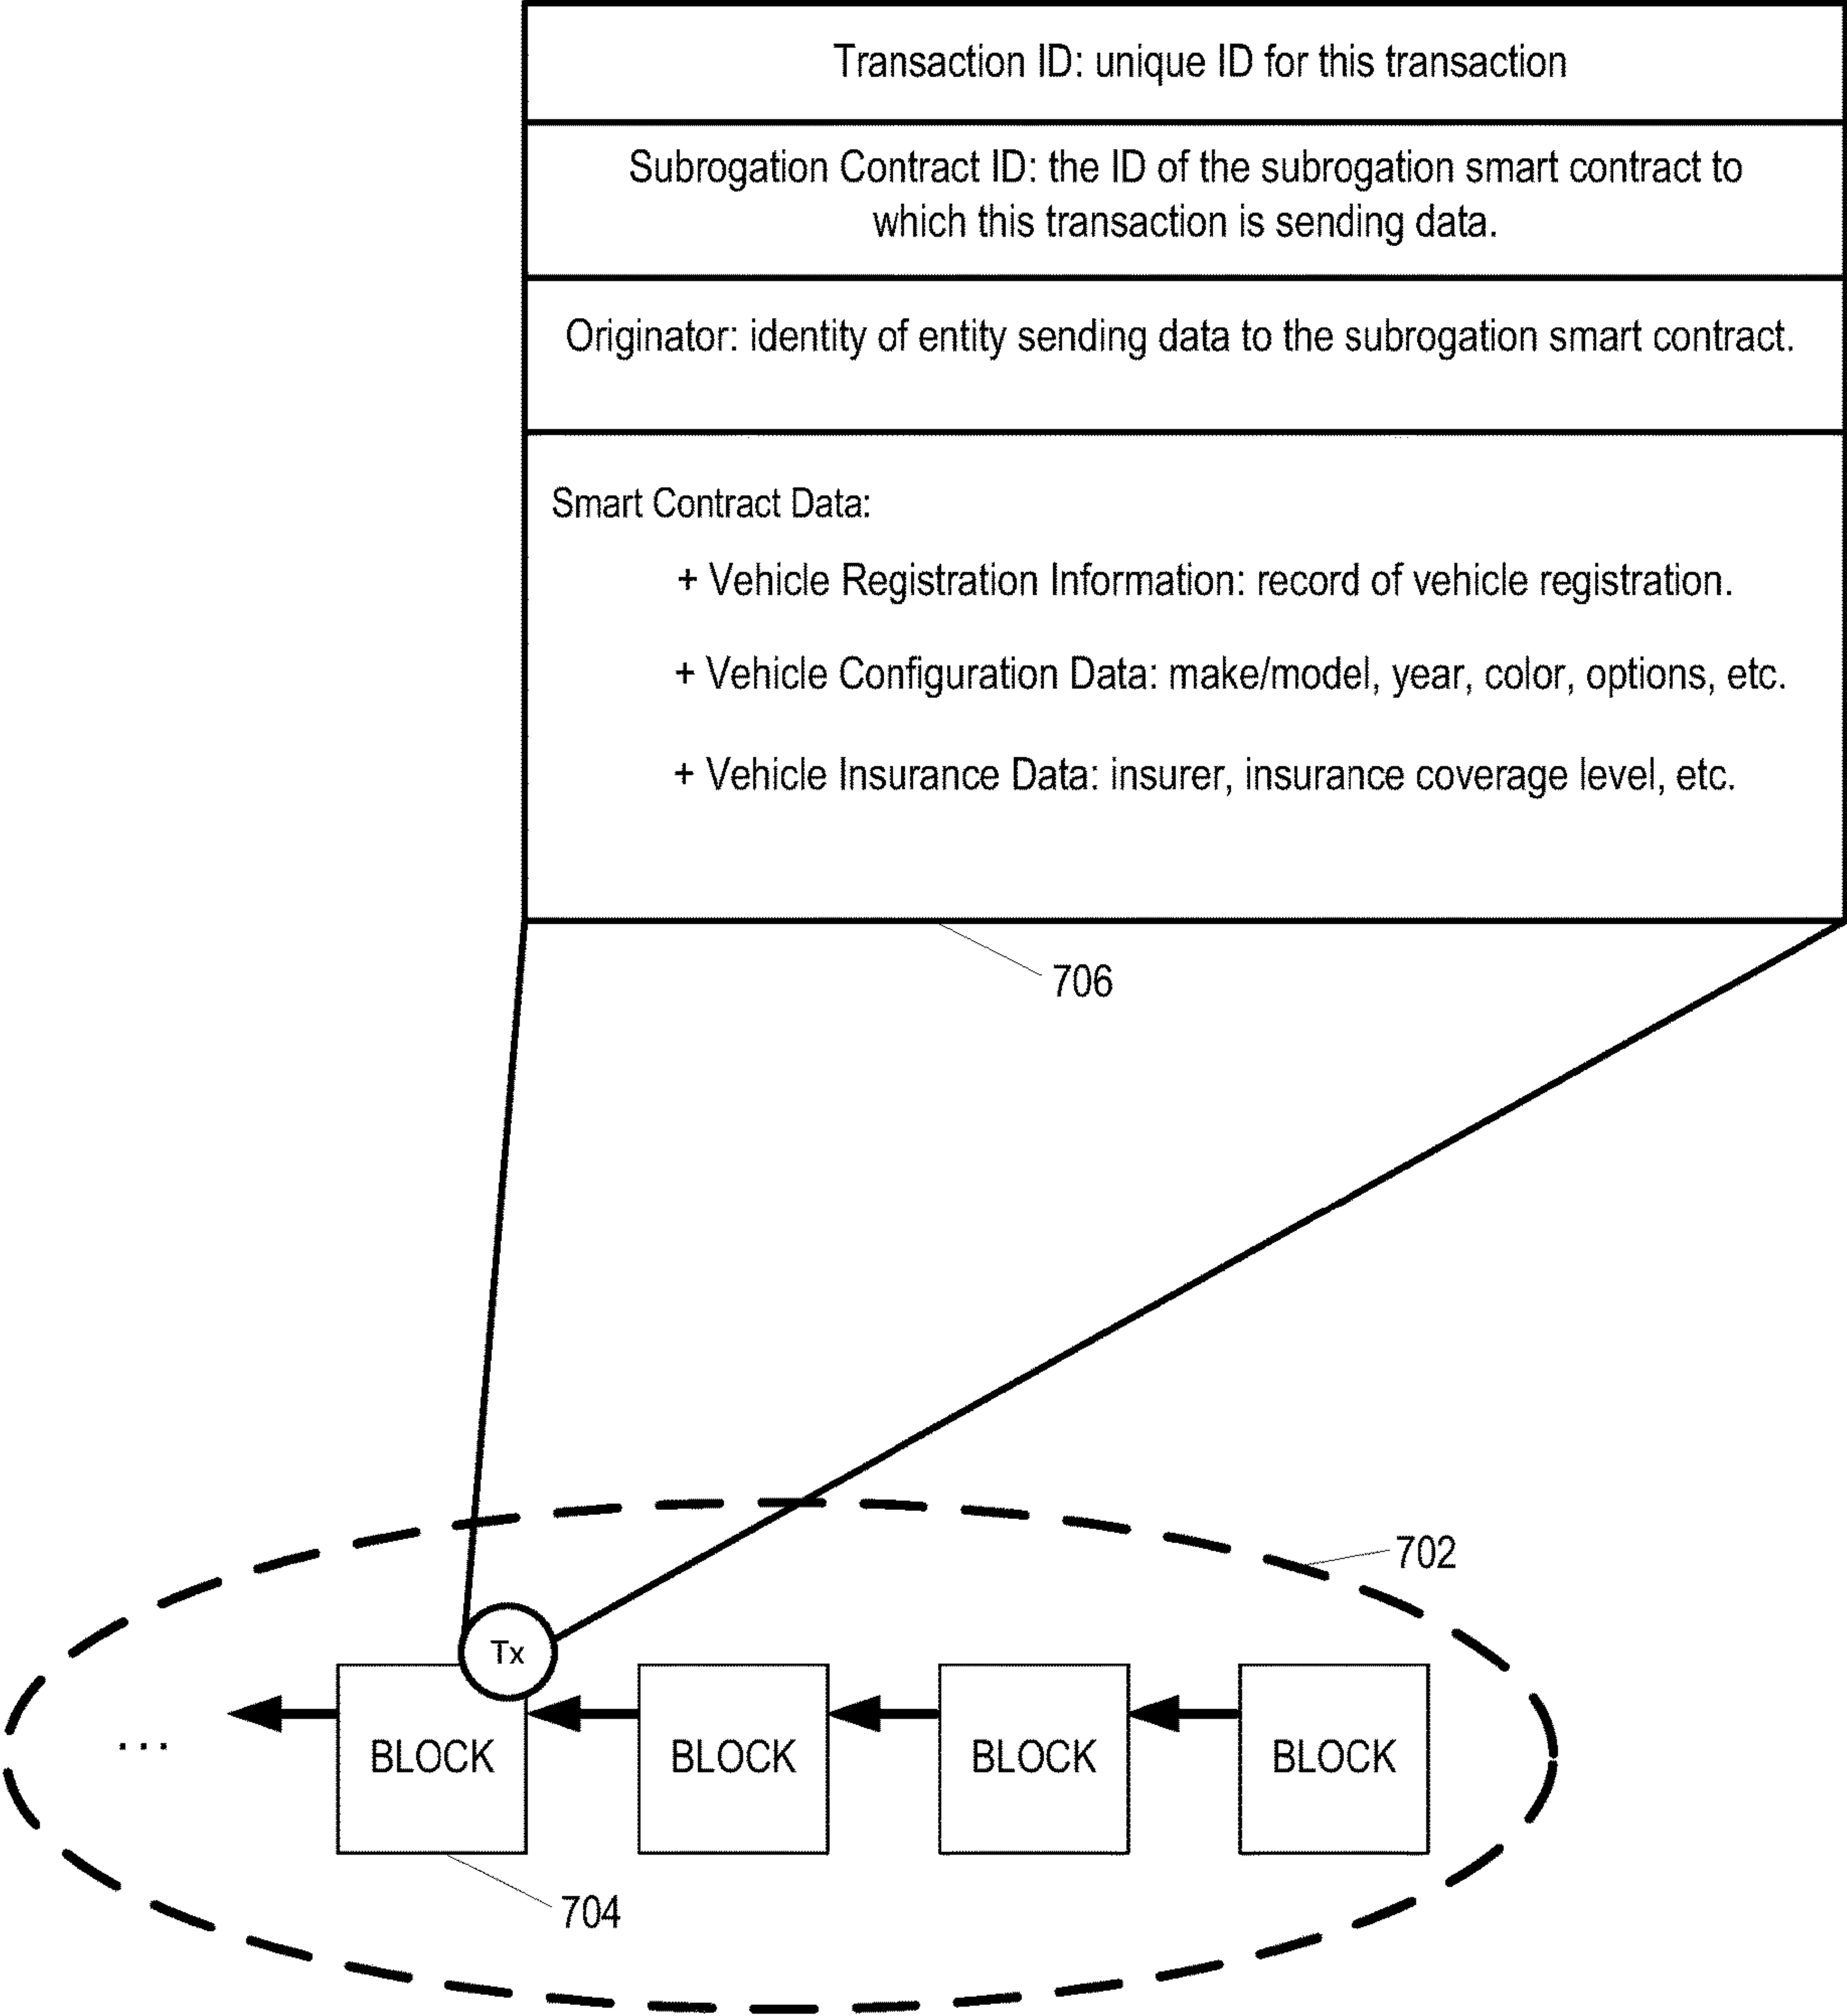 Transaction ID: unique ID for this transaction
Subrogation Contract ID: the ID of the subrogation smart contract to
which this transaction is sending data.
Originator: identity of entity sending data to the subrogation smart contract.
Smart Contract Data:
+ Vehicle Registration Information: record of vehicle registration.
+ Vehicle Configuration Data: make/model, year, color, options, etc.
+ Vehicle Insurance Data: insurer, insurance coverage level, etc.
706
702
Tx
... BLOCK BLOCK BLOCK BLOCK
704